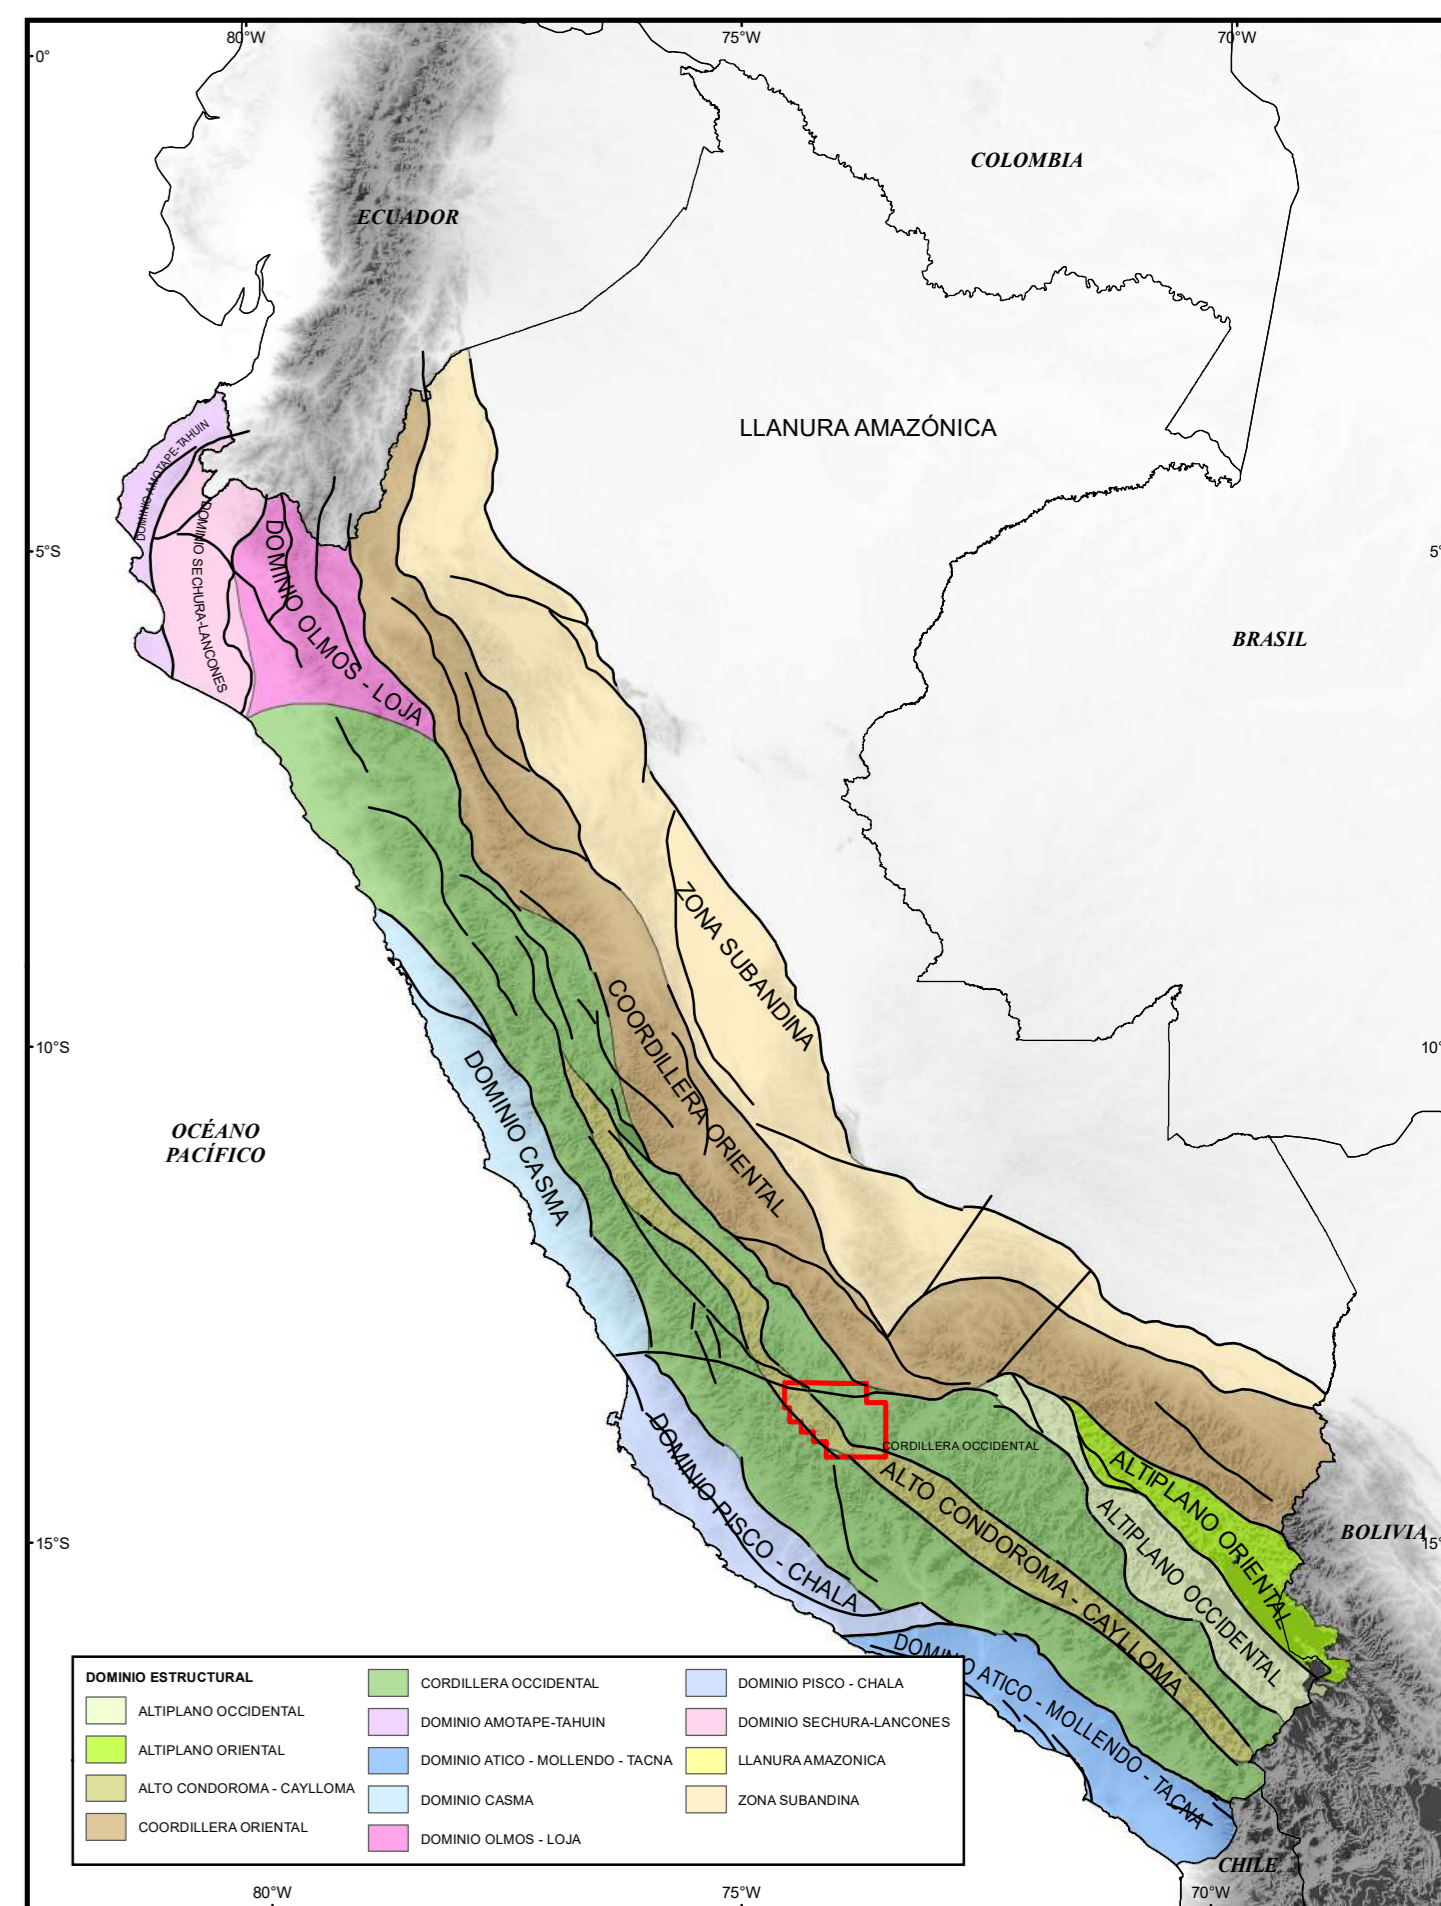 80°W
75°W
70°W
0°
COLOMBIA
ECUADOR
LLANURA AMAZÓNICA
DOMINIO AMOTAPE-TAHUIN
DOMINIO SECHURA-LANCONES
DOMINIO OLMOS - LOJA
5°S
5°
BRASIL
ZONA SUBANDINA
COORDILLERA ORIENTAL
10°S
10°
DOMINIO CASMA
OCÉANO
PACÍFICO
CORDILLERA OCCIDENTAL
DOMINIO PISCO - CHALA
ALTO CONDOROMA - CAYLLOMA
ALTIPLANO ORIENTAL
ALTIPLANO OCCIDENTAL
BOLIVIA
15°S
15°
DOMINIO ATICO - MOLLENDO - TACNA
CHILE
DOMINIO ESTRUCTURAL
ALTIPLANO OCCIDENTAL
ALTIPLANO ORIENTAL
ALTO CONDOROMA - CAYLLOMA
COORDILLERA ORIENTAL
CORDILLERA OCCIDENTAL
DOMINIO AMOTAPE-TAHUIN
DOMINIO ATICO - MOLLENDO - TACNA
DOMINIO CASMA
DOMINIO OLMOS - LOJA
DOMINIO PISCO - CHALA
DOMINIO SECHURA-LANCONES
LLANURA AMAZONICA
ZONA SUBANDINA
80°W
75°W
70°W